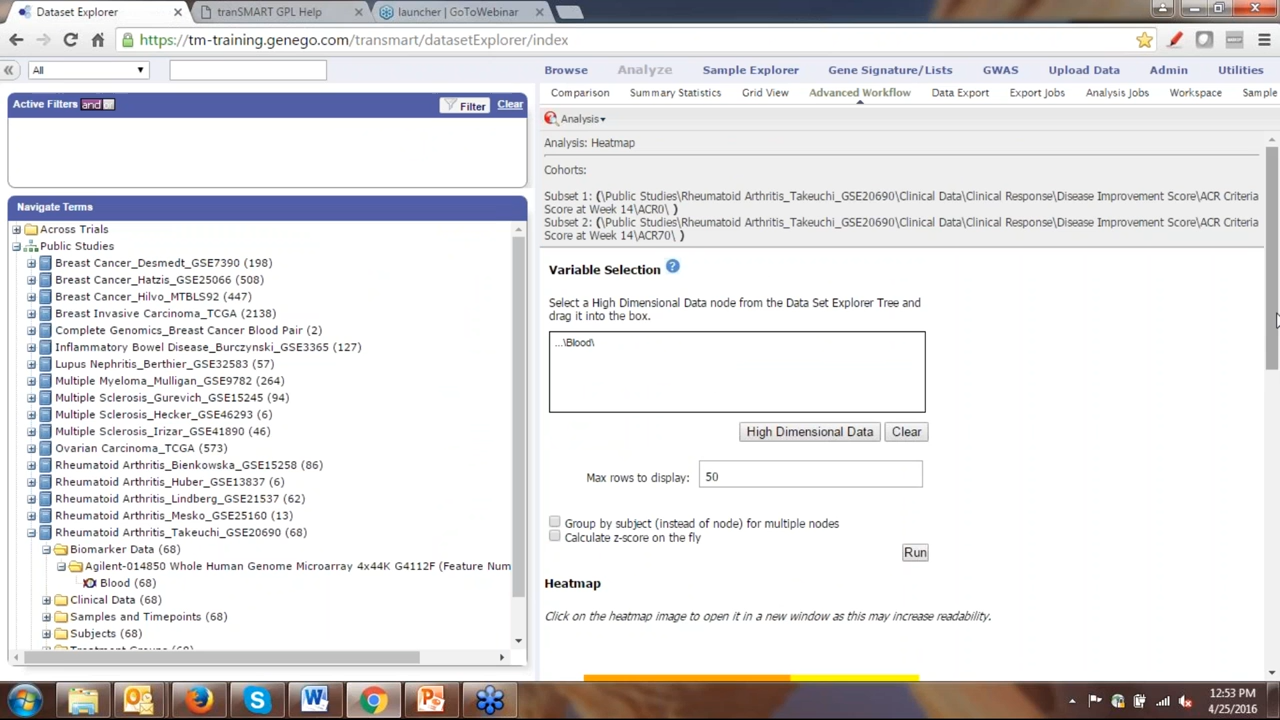 Dataset Explorer
tranSMART GPL Help
launcher | GoToWebinar
https://tm-training.genego.com/transmart/datasetExplorer/index
All
Browse Analyze Sample Explorer Gene Signature/Lists GWAS Upload Data Admin Utilities
Comparison Summary Statistics Grid View Advanced Workflow Data Export Export Jobs Analysis Jobs Workspace Sample
Active Filters and or Filter Clear
Navigate Terms
Across Trials
Public Studies
Breast Cancer_Desmedt_GSE7390 (198)
Breast Cancer_Hatzis_GSE25066 (508)
Breast Cancer_Hilvo_MTBLS92 (447)
Breast Invasive Carcinoma_TCGA (2138)
Complete Genomics_Breast Cancer Blood Pair (2)
Inflammatory Bowel Disease_Burczynski_GSE3365 (127)
Lupus Nephritis_Berthier_GSE32583 (57)
Multiple Myeloma_Mulligan_GSE9782 (264)
Multiple Sclerosis_Gurevich_GSE15245 (94)
Multiple Sclerosis_Hecker_GSE46293 (6)
Multiple Sclerosis_Irizar_GSE41890 (46)
Ovarian Carcinoma_TCGA (573)
Rheumatoid Arthritis_Bienkowska_GSE15258 (86)
Rheumatoid Arthritis_Huber_GSE13837 (6)
Rheumatoid Arthritis_Lindberg_GSE21537 (62)
Rheumatoid Arthritis_Mesko_GSE25160 (13)
Rheumatoid Arthritis_Takeuchi_GSE20690 (68)
Biomarker Data (68)
Agilent-014850 Whole Human Genome Microarray 4x44K G4112F (Feature Num
Blood (68)
Clinical Data (68)
Samples and Timepoints (68)
Subjects (68)
Treatment Groups (68)
Analysis
Analysis: Heatmap
Cohorts:
Subset 1: (\Public Studies\Rheumatoid Arthritis_Takeuchi_GSE20690\Clinical Data\Clinical Response\Disease Improvement Score\ACR Criteria
Score at Week 14\ACR0\ )
Subset 2: (\Public Studies\Rheumatoid Arthritis_Takeuchi_GSE20690\Clinical Data\Clinical Response\Disease Improvement Score\ACR Criteria
Score at Week 14\ACR70\ )
Variable Selection ?
Select a High Dimensional Data node from the Data Set Explorer Tree and
drag it into the box.
...\Blood\
High Dimensional Data Clear
Max rows to display: 50
Group by subject (instead of node) for multiple nodes
Calculate z-score on the fly
Run
Heatmap
Click on the heatmap image to open it in a new window as this may increase readability.
12:53 PM
4/25/2016